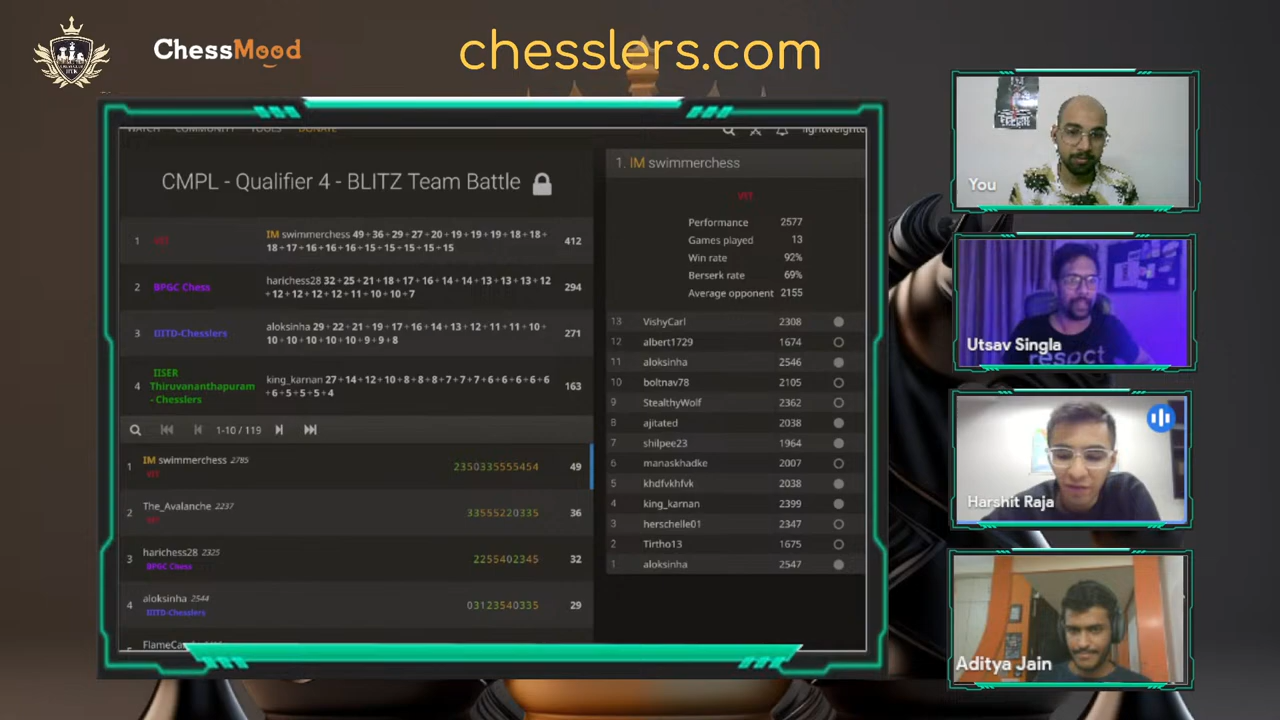 ChessMood
chesslers.com
WATCH COMMUNITY TOOLS DONATE
CMPL - Qualifier 4 - BLITZ Team Battle
1 VIT IM swimmerchess 49+36+29+27+20+19+19+19+18+18+ 412
18+17+16+16+16+15+15+15+15+15
2 BPGC Chess harichess28 32+25+21+18+17+16+14+14+13+13+13+12 294
+12+12+12+12+11+10+10+7
3 IIITD-Chesslers aloksinha 29+22+21+19+17+16+14+13+12+11+11+10+ 271
10+10+10+10+10+9+9+8
4 IISER
Thiruvananthapuram
- Chesslers
king_karnan 27+14+12+10+8+8+8+7+7+7+6+6+6+6+6 163
+6+5+5+5+4
1-10 / 119
1 IM swimmerchess 2785 2350335555454 49
VIT
2 The_Avalanche 2237 33555220335 36
VIT
3 harichess28 2325 2255402345 32
BPGC Chess
4 aloksinha 2544 03123540335 29
IIITD-Chesslers
1. IM swimmerchess
VIT
Performance 2577
Games played 13
Win rate 92%
Berserk rate 69%
Average opponent 2155
13 VishyCarl 2308
12 albert1729 1674
11 aloksinha 2546
10 boltnav78 2105
9 StealthyWolf 2362
8 ajitated 2038
7 shilpee23 1964
6 manaskhadke 2007
5 khdfvkhfvk 2038
4 king_karnan 2399
3 herschelle01 2347
2 Tirtho13 1675
1 aloksinha 2547
You
Utsav Singla
respct
Harshit Raja
Aditya Jain